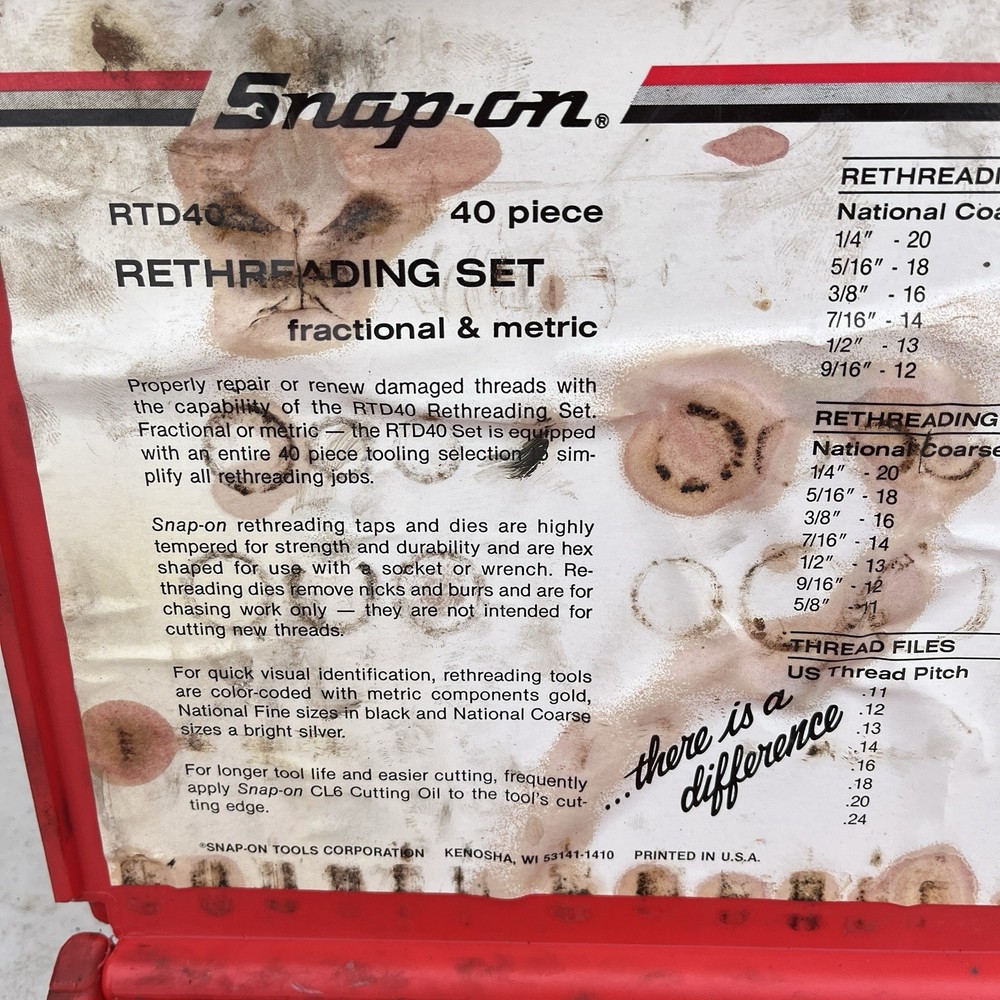 Snap-on®
RTD40
40 piece
RETHREADING SET
fractional & metric
Properly repair or renew damaged threads with
the capability of the RTD40 Rethreading Set.
Fractional or metric — the RTD40 Set is equipped
with an entire 40 piece tooling selection to sim-
plify all rethreading jobs.
Snap-on rethreading taps and dies are highly
tempered for strength and durability and are hex
shaped for use with a socket or wrench. Re-
threading dies remove nicks and burrs and are for
chasing work only — they are not intended for
cutting new threads.
For quick visual identification, rethreading tools
are color-coded with metric components gold,
National Fine sizes in black and National Coarse
sizes a bright silver.
For longer tool life and easier cutting, frequently
apply Snap-on CL6 Cutting Oil to the tool's cut-
ting edge.
...there is a
difference
®SNAP-ON TOOLS CORPORATION KENOSHA, WI 53141-1410 PRINTED IN U.S.A.
RETHREADI
National Coa
1/4" - 20
5/16" - 18
3/8" - 16
7/16" - 14
1/2" - 13
9/16" - 12
RETHREADING
National Coarse
1/4" - 20
5/16" - 18
3/8" - 16
7/16" - 14
1/2" - 13
9/16" - 12
5/8" - 11
THREAD FILES
US Thread Pitch
.11
.12
.13
.14
.16
.18
.20
.24